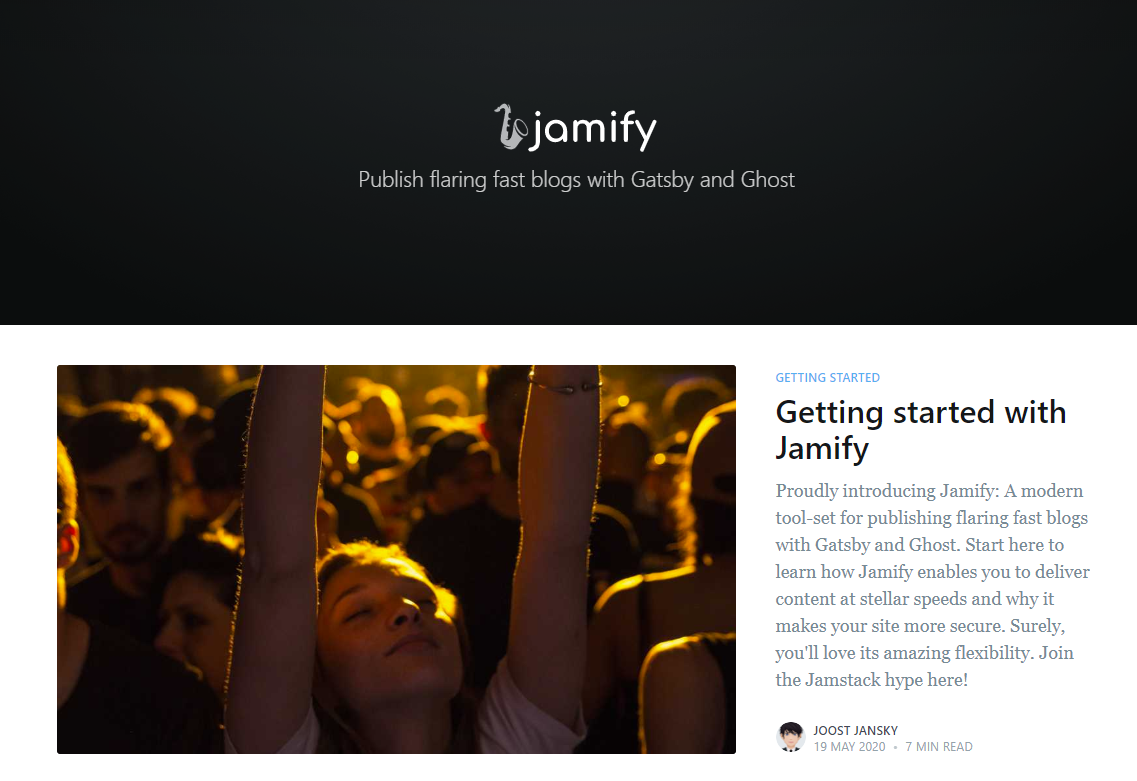 jamify
Publish flaring fast blogs with Gatsby and Ghost
GETTING STARTED
Getting started with
Jamify
Proudly introducing Jamify: A modern
tool-set for publishing flaring fast blogs
with Gatsby and Ghost. Start here to
learn how Jamify enables you to deliver
content at stellar speeds and why it
makes your site more secure. Surely,
you'll love its amazing flexibility. Join
the Jamstack hype here!
JOOST JANSKY
19 MAY 2020 • 7 MIN READ